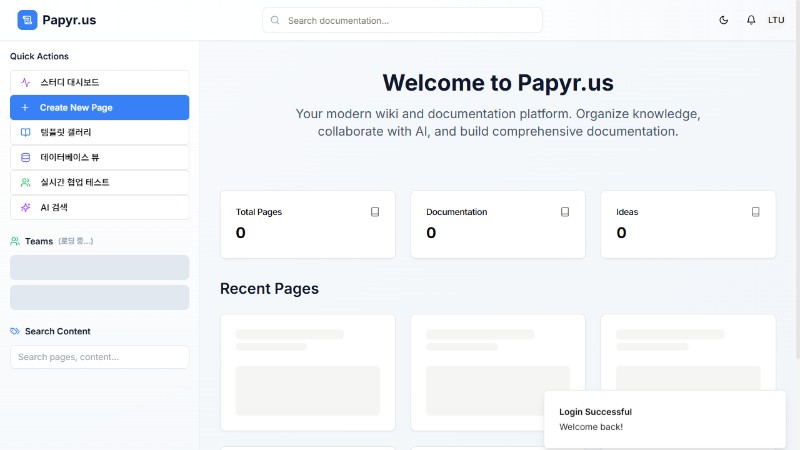 Papyr.us
Search documentation...
LTU
Quick Actions
스터디 대시보드
Create New Page
템플릿 갤러리
데이터베이스 뷰
실시간 협업 테스트
AI 검색
Teams (로딩 중...)
Search Content
Search pages, content...
Welcome to Papyr.us
Your modern wiki and documentation platform. Organize knowledge,
collaborate with AI, and build comprehensive documentation.
Total Pages
0
Documentation
0
Ideas
0
Recent Pages
Login Successful
Welcome back!